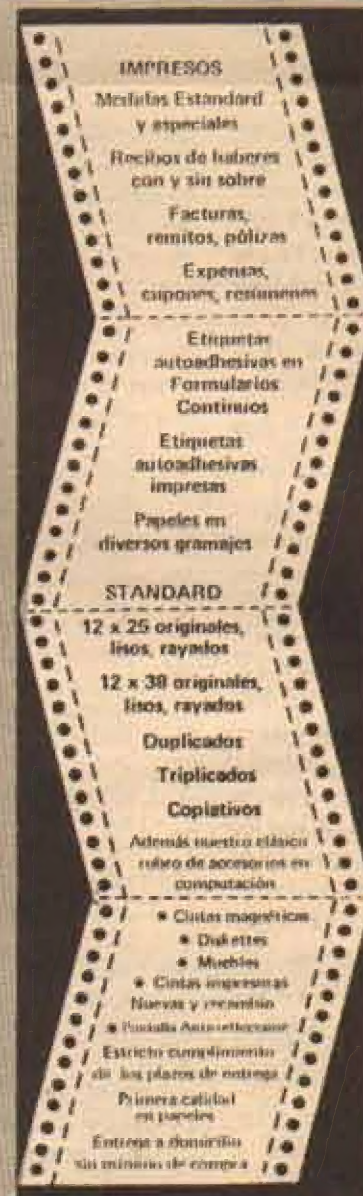 IMPRESOS
Medidas Estandard
y especiales
Recibos de haberes
con y sin sobre
Facturas,
remitos, pólizas
Expensas,
cupones, resúmenes
Etiquetas
autoadhesivas en
Formularios
Continuos
Etiquetas
autoadhesivas
impresas
Papeles en
diversos gramajes
STANDARD
12 x 25 originales,
lisos, rayados
12 x 38 originales,
lisos, rayados
Duplicados
Triplicados
Copiativos
Además nuestro clásico
rubro de accesorios en
computación
• Cintas magnéticas
• Diskettes
• Muebles
• Cintas impresoras
Nuevas y recambio
• Pantalla
Estricto cumplimiento
de los plazos de entrega
Primera calidad
en papeles
Entrega a domicilio
sin mínimo de compra